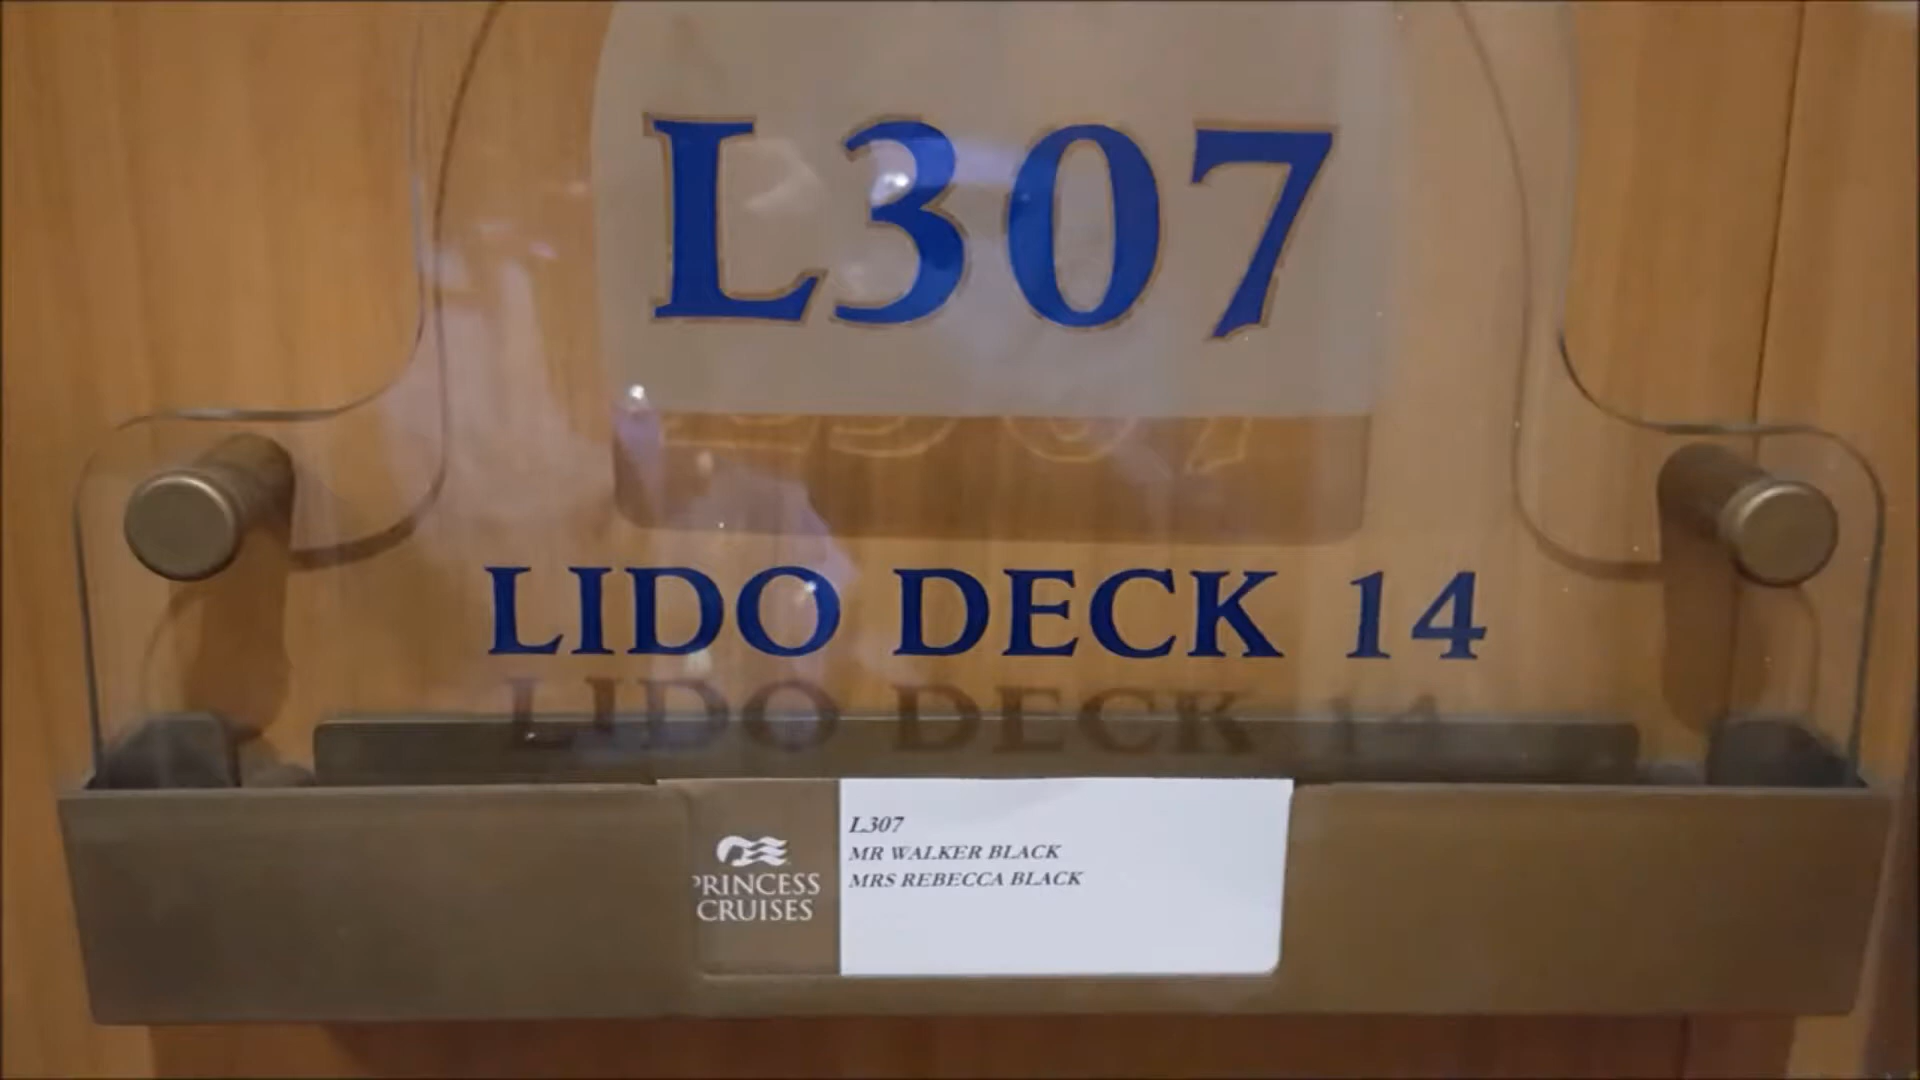 L307
LIDO DECK 14
L307
MR WALKER BLACK
MRS REBECCA BLACK
PRINCESS
CRUISES